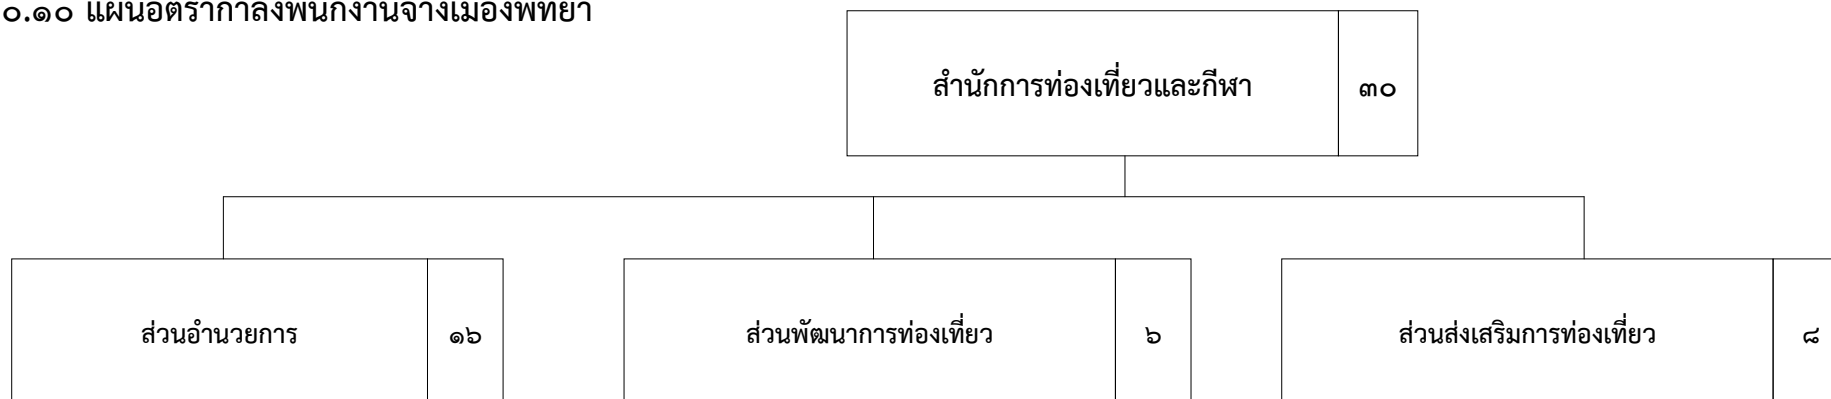 ๐.๑๐ แผนอัตรากำลังพนักงานจ้างเมืองพัทยา
สำนักการท่องเที่ยวและกีฬา ๓๐
ส่วนอำนวยการ ๑๖ ส่วนพัฒนาการท่องเที่ยว ๖ ส่วนส่งเสริมการท่องเที่ยว ๘